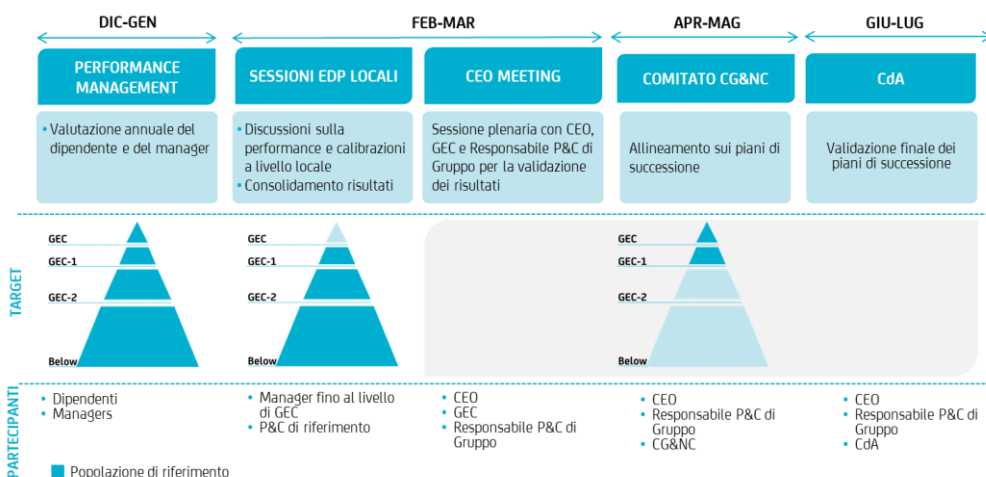 DIC-GEN
FEB-MAR
APR-MAG
GIU-LUG
PERFORMANCE
MANAGEMENT
SESSIONI EDP LOCALI
CEO MEETING
COMITATO CG&NC
CdA
• Valutazione annuale del
dipendente e del manager
• Discussioni sulla
performance e calibrazioni
a livello locale
• Consolidamento risultati
Sessione plenaria con CEO,
GEC e Responsabile P&C di
Gruppo per la validazione
dei risultati
Allineamento sui piani di
successione
Validazione finale dei
piani di successione
TARGET
GEC
GEC-1
GEC-2
Below
GEC
GEC-1
GEC-2
Below
GEC
GEC-1
GEC-2
Below
PARTECIPANTI
• Dipendenti
• Managers
• Manager fino al livello
di GEC
• P&C di riferimento
• CEO
• GEC
• Responsabile P&C di
Gruppo
• CEO
• Responsabile P&C di
Gruppo
• CG&NC
• CEO
• Responsabile P&C di
Gruppo
• CdA
Popolazione di riferimento